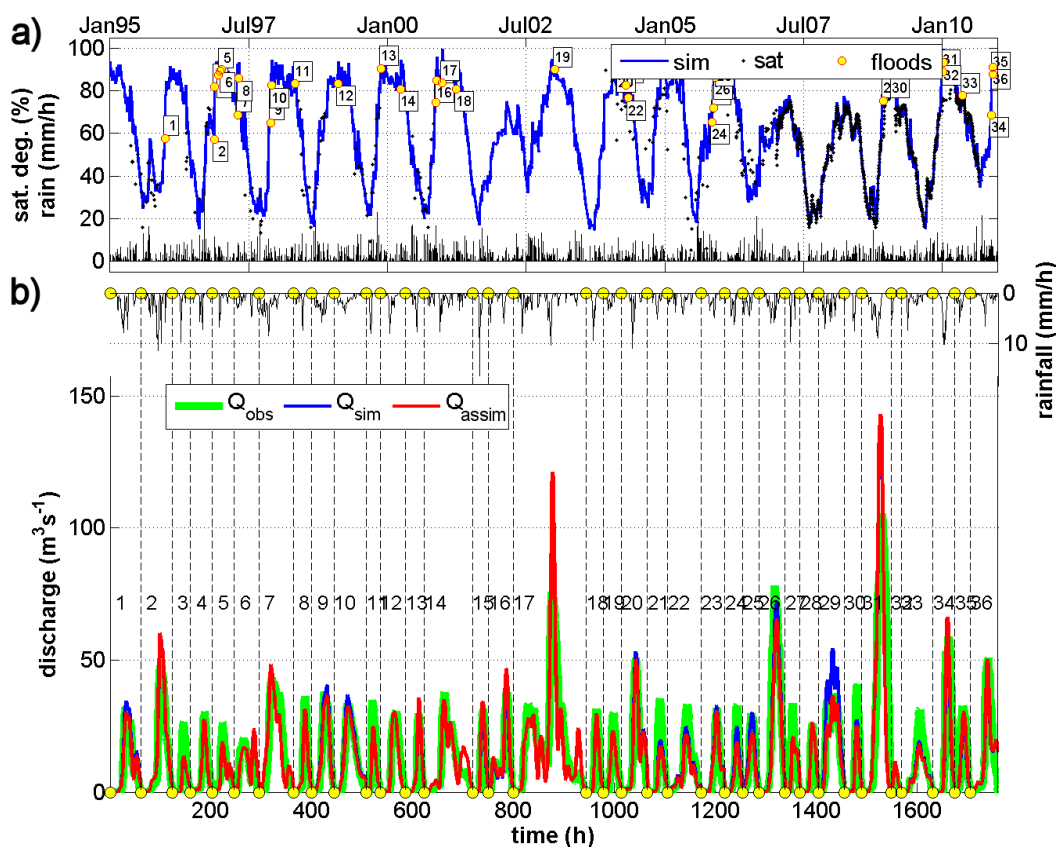 a)
Jan95 Jul97 Jan00 Jul02 Jan05 Jul07 Jan10
sat. deg. (%)
rain (mm/h)
100
80
60
40
20
0
sim sat floods
1 2 5 6 8 7 10 9 11 12 13 14 16 17 18 19 22 24 26 230 31 32 33 35 36 34
b)
0
10
rainfall (mm/h)
150
100
50
0
discharge (m³s⁻¹)
Q_obs Q_sim Q_assim
1 2 3 4 5 6 7 8 9 10 11 12 13 14 15 16 17 18 19 20 21 22 23 24 25 26 27 28 29 30 31 32 33 34 35 36
200 400 600 800 1000 1200 1400 1600
time (h)